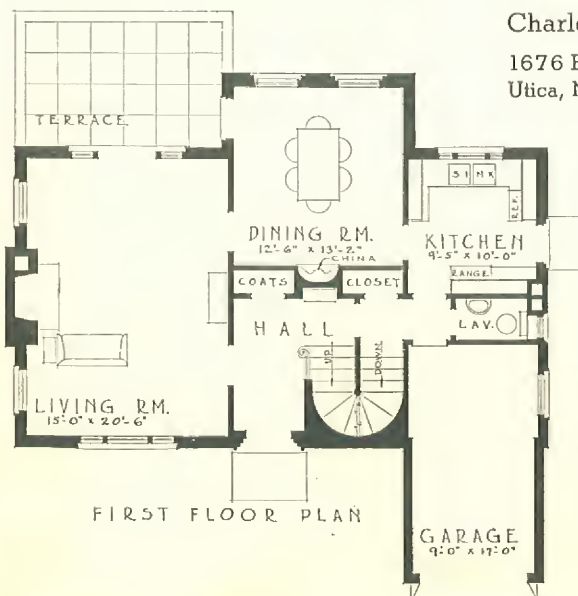 Charl
1676
Utica,
TERRACE
DINING RM.
12'-6" x 13'-2"
CHINA
SINK
REF.
KITCHEN
9'-5" x 10'-0"
RANGE
COATS
CLOSET
HALL
LAV.
UP
DOWN
LIVING RM.
15'-0" x 20'-6"
FIRST FLOOR PLAN
GARAGE
9'-0" x 17'-0"